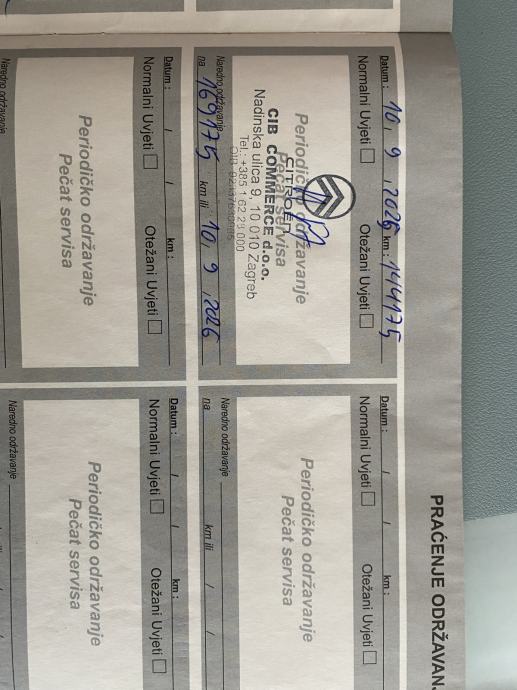 PRAĆENJE ODRŽAVAN
Datum : 10. 9 / 2025 km : 144175
Normalni Uvjeti Otežani Uvjeti
Periodičko održavanje
Pečat servisa
CITROËN
CIB COMMERCE d.o.o.
Nadinska ulica 9, 10 010 Zagreb
Tel.: +385 1 62
Naredno održavanje
na 169175 km ili 10. 9. 2026
Datum : / / km :
Normalni Uvjeti Otežani Uvjeti
Periodičko održavanje
Pečat servisa
Naredno održavanje
na km ili / /
Datum : / / km :
Normalni Uvjeti Otežani Uvjeti
Periodičko održavanje
Pečat servisa
Naredno održavanje
Datum : / / km :
Normalni Uvjeti Otežani Uvjeti
Periodičko održavanje
Pečat servisa
Naredno održavanje